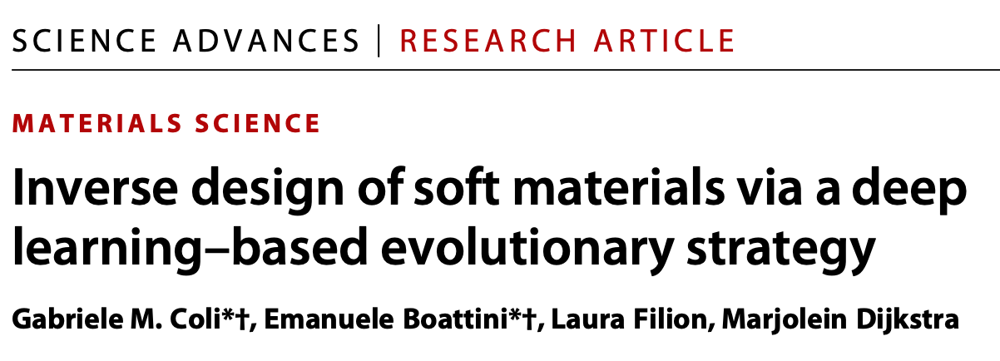 SCIENCE ADVANCES | RESEARCH ARTICLE
MATERIALS SCIENCE
Inverse design of soft materials via a deep
learning–based evolutionary strategy
Gabriele M. Coli*†, Emanuele Boattini*†, Laura Filion, Marjolein Dijkstra